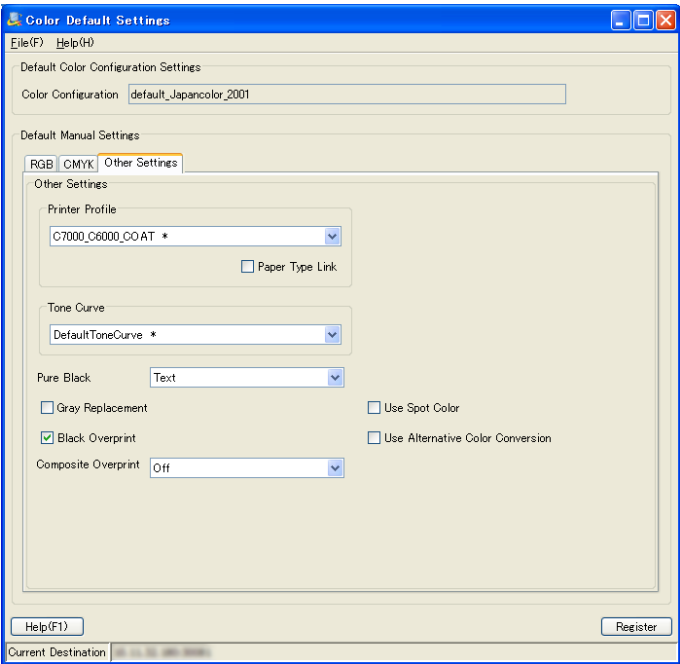 Color Default Settings
File(F) Help(H)
Default Color Configuration Settings
Color Configuration default_Japancolor_2001
Default Manual Settings
RGB CMYK Other Settings
Other Settings
Printer Profile
C7000_C6000_COAT *
Paper Type Link
Tone Curve
DefaultToneCurve *
Pure Black Text
Gray Replacement Use Spot Color
Black Overprint Use Alternative Color Conversion
Composite Overprint Off
Help(F1) Register
Current Destination